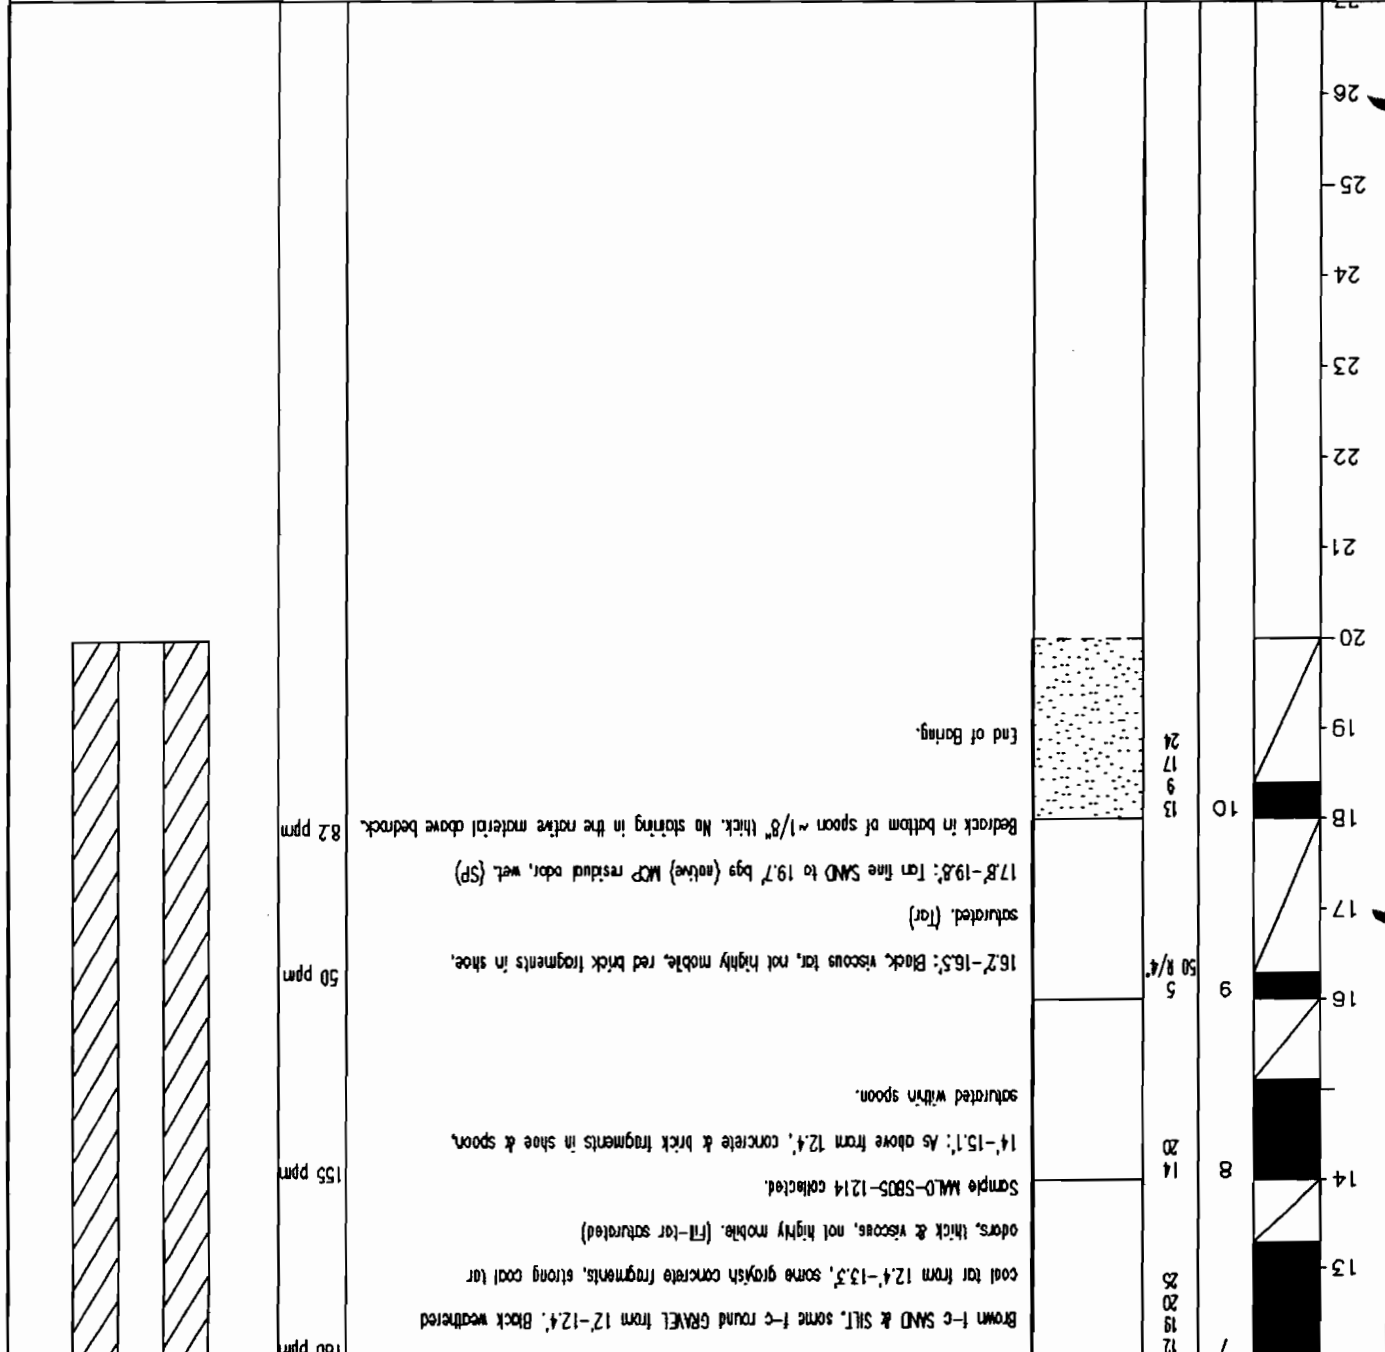 7
12
19
20
25
Brown f-c SAND & SILT, some f-c round GRAVEL from 12'-12.4'. Black weathered
coal tar from 12.4'-13.3', some grayish concrete fragments, strong coal tar
odors, thick & viscous, not highly mobile. (Fill-tar saturated)
Sample MALO-SB05-1214 collected.
13
14
8
14
20
14'-15.1': As above from 12.4', concrete & brick fragments in shoe & spoon,
saturated within spoon.
155 ppm
16
9
5
50 R/4"
16.2'-16.5': Black, viscous tar, not highly mobile, red brick fragments in shoe,
saturated. (Tar)
50 ppm
17
17.8'-19.8': Tan fine SAND to 19.7' bgs (native) MGP residual odor, wet. (SP)
Bedrock in bottom of spoon ~1/8" thick. No staining in the native material above bedrock.
8.2 ppm
18
10
13
9
17
24
End of Boring.
19
20
21
22
23
24
25
26